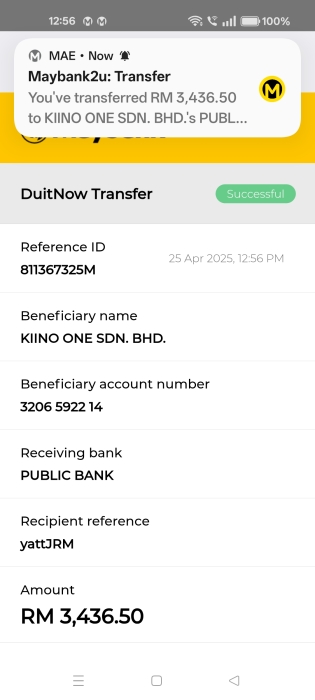 12:56
100%
MAE • Now
Maybank2u: Transfer
You've transferred RM 3,436.50
to KIINO ONE SDN. BHD.'s PUBL...
DuitNow Transfer
Successful
Reference ID
25 Apr 2025, 12:56 PM
811367325M
Beneficiary name
KIINO ONE SDN. BHD.
Beneficiary account number
3206 5922 14
Receiving bank
PUBLIC BANK
Recipient reference
yattJRM
Amount
RM 3,436.50